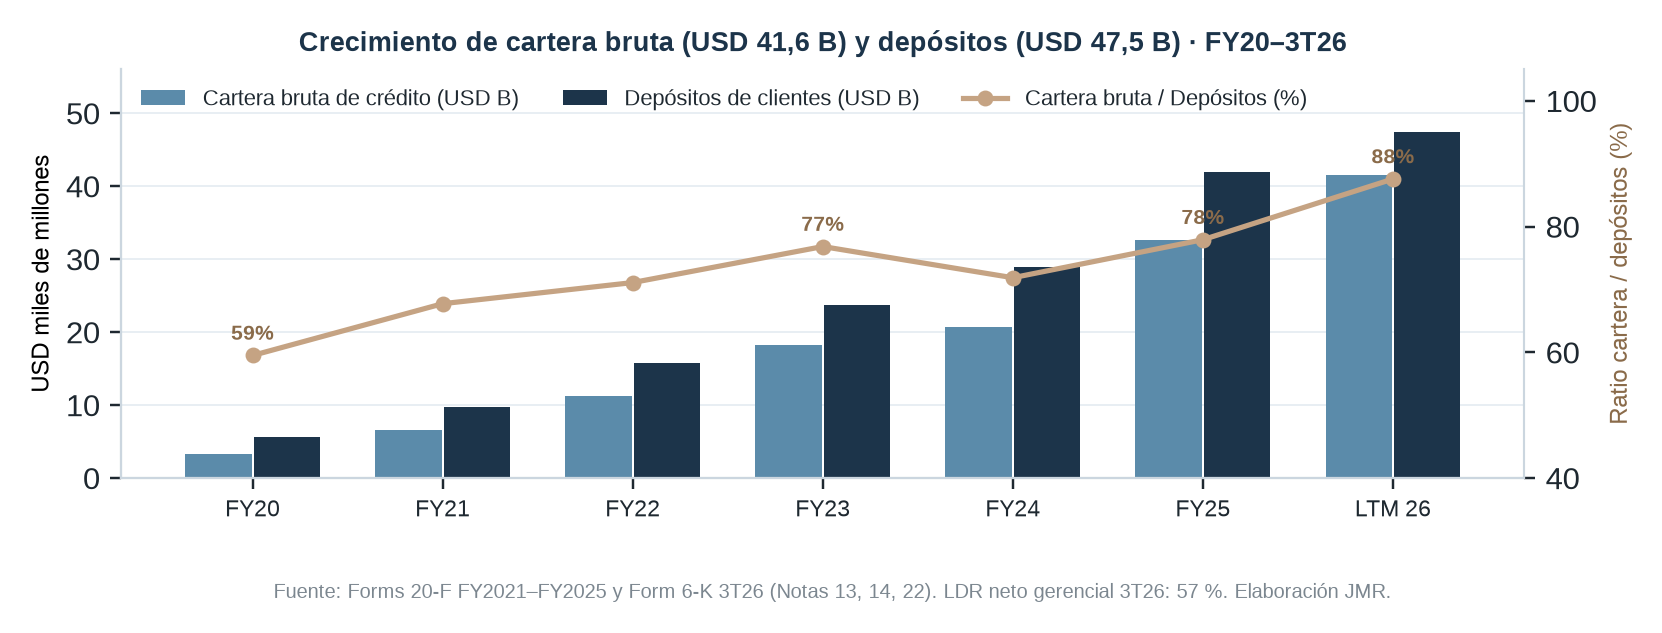 Crecimiento de cartera bruta (USD 41,6 B) y depósitos (USD 47,5 B) · FY20–3T26
Cartera bruta de crédito (USD B)
Depósitos de clientes (USD B)
Cartera bruta / Depósitos (%)
USD miles de millones
50
40
30
20
10
0
59%
77%
78%
88%
100
80
60
40
Ratio cartera / depósitos (%)
FY20
FY21
FY22
FY23
FY24
FY25
LTM 26
Fuente: Forms 20-F FY2021–FY2025 y Form 6-K 3T26 (Notas 13, 14, 22). LDR neto gerencial 3T26: 57 %. Elaboración JMR.